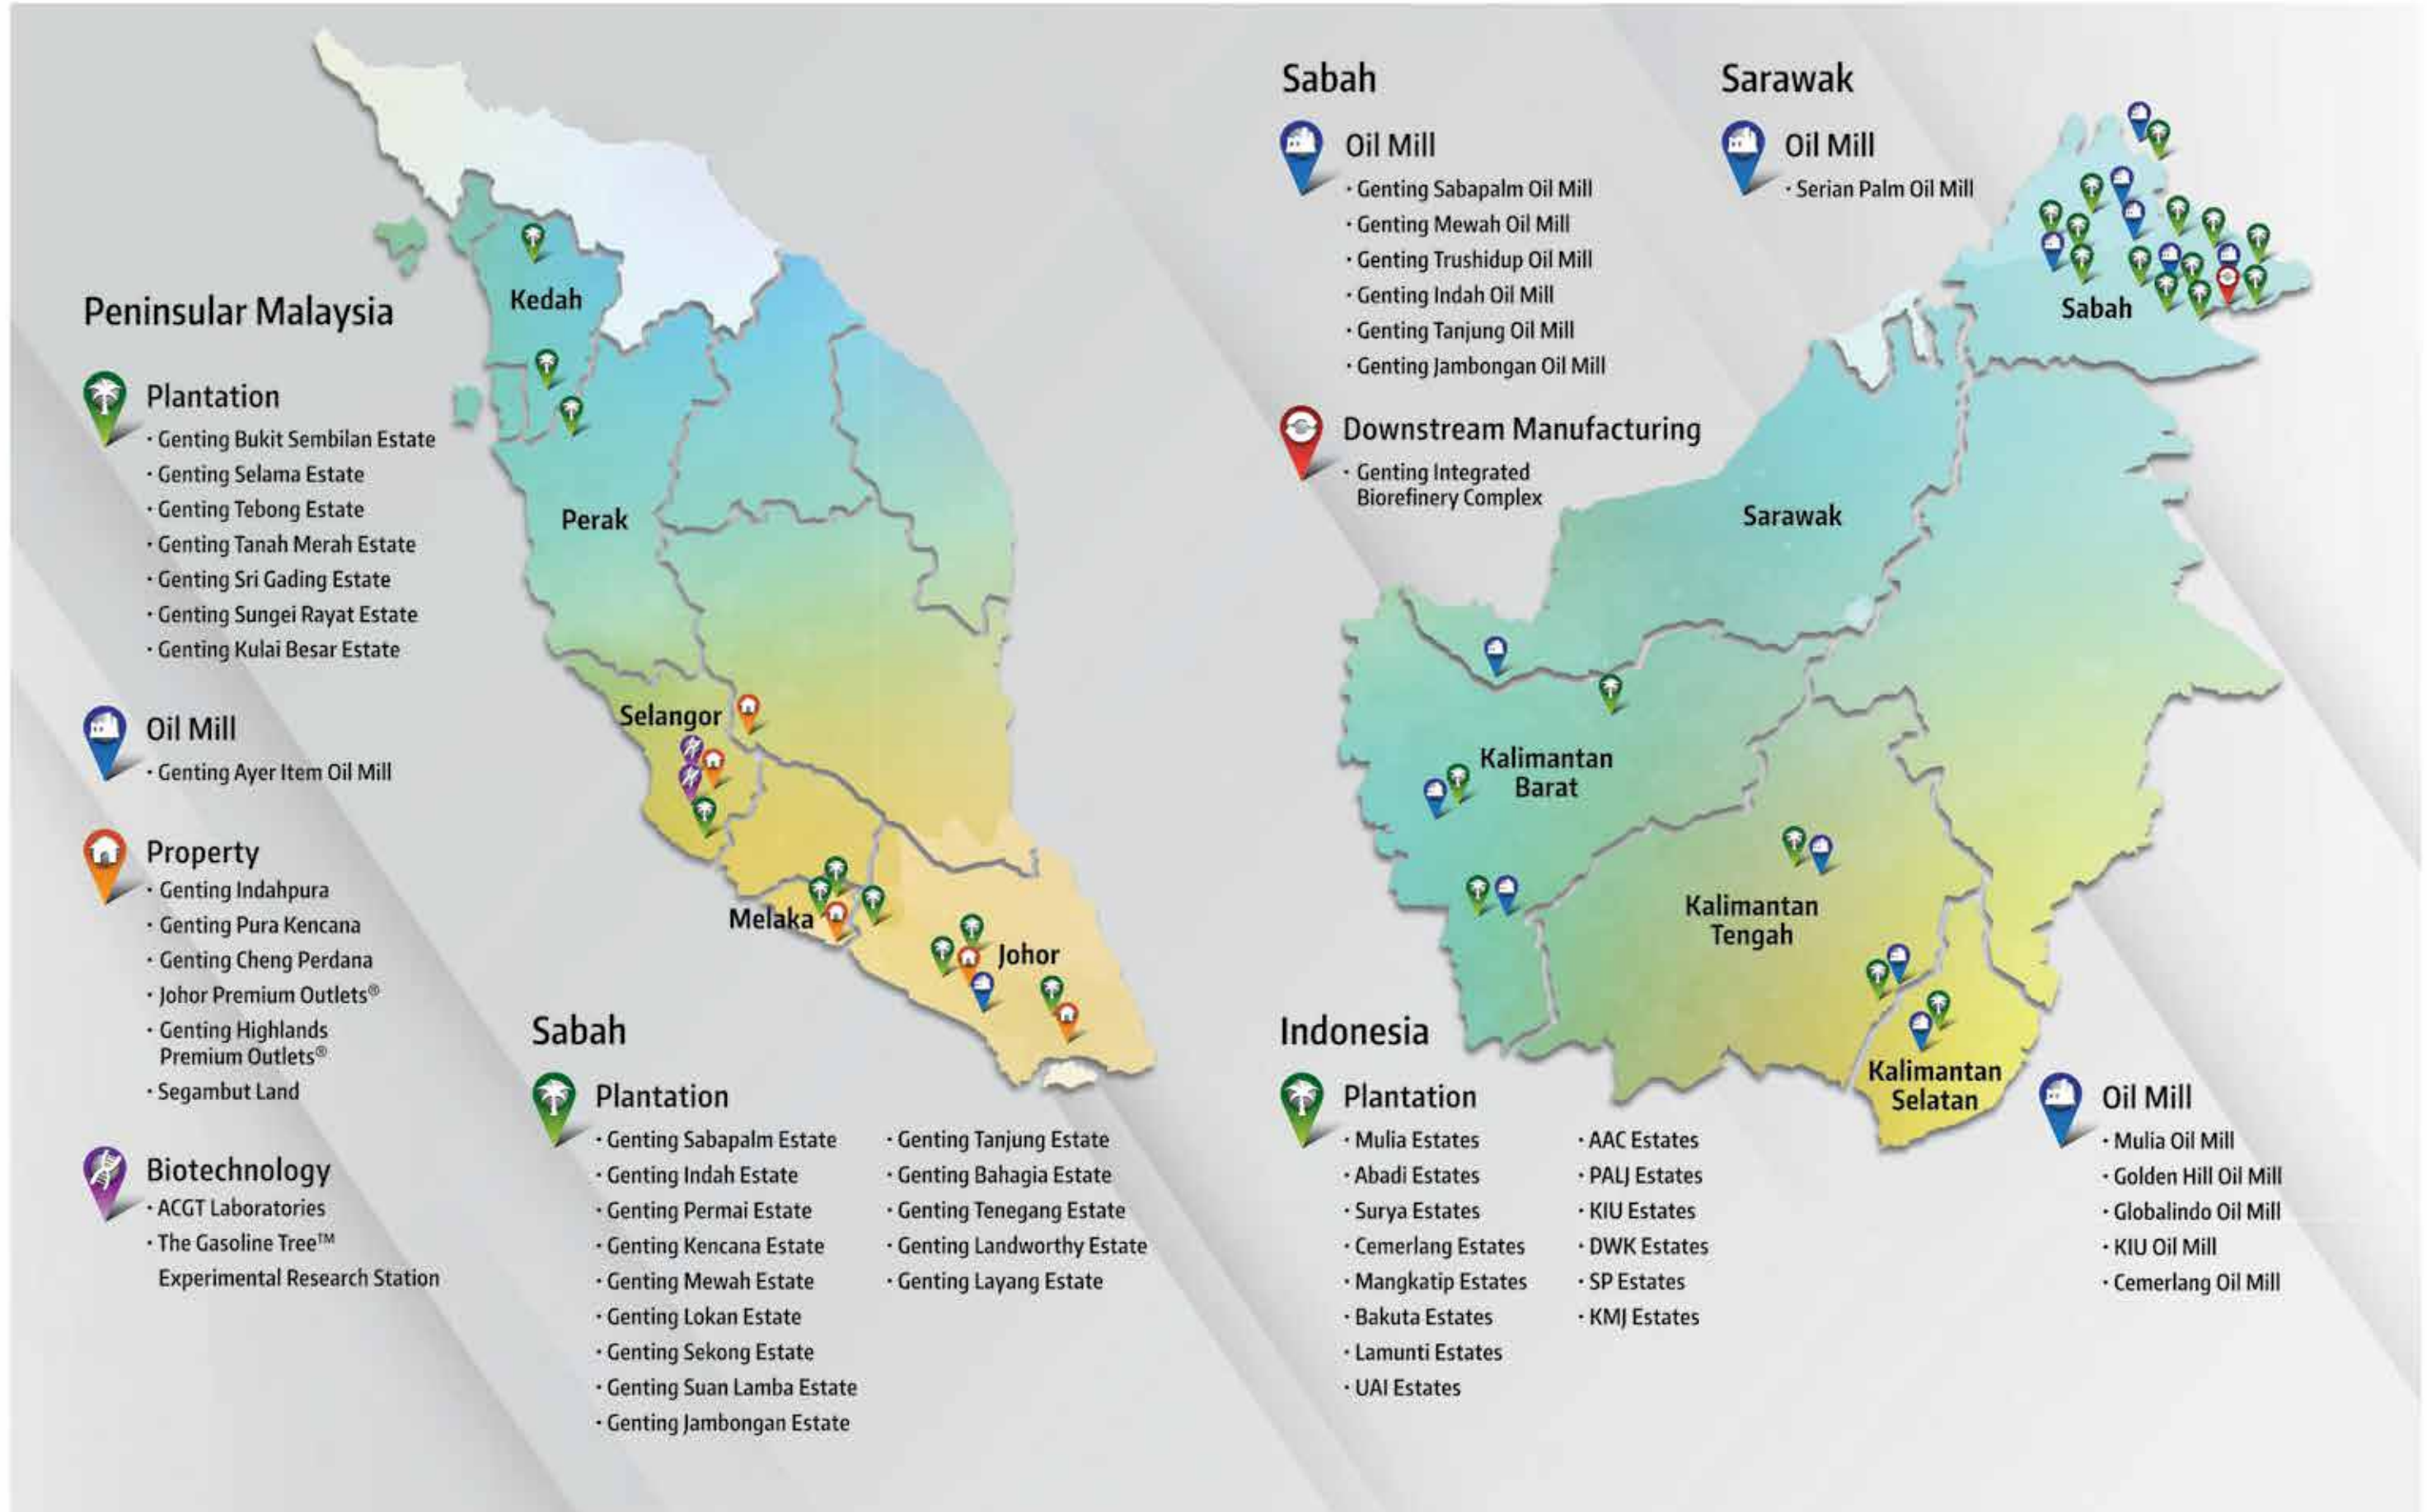 Peninsular Malaysia
Plantation
· Genting Bukit Sembilan Estate
· Genting Selama Estate
· Genting Tebong Estate
· Genting Tanah Merah Estate
· Genting Sri Gading Estate
· Genting Sungei Rayat Estate
· Genting Kulai Besar Estate
Oil Mill
· Genting Ayer Item Oil Mill
Property
· Genting Indahpura
· Genting Pura Kencana
· Genting Cheng Perdana
· Johor Premium Outlets®
· Genting Highlands
Premium Outlets®
· Segambut Land
Biotechnology
· ACGT Laboratories
· The Gasoline Tree™
Experimental Research Station
Kedah
Perak
Selangor
Melaka
Johor
Sabah
Plantation
· Genting Sabapalm Estate
· Genting Indah Estate
· Genting Permai Estate
· Genting Kencana Estate
· Genting Mewah Estate
· Genting Lokan Estate
· Genting Sekong Estate
· Genting Suan Lamba Estate
· Genting Jambongan Estate
· Genting Tanjung Estate
· Genting Bahagia Estate
· Genting Tenegang Estate
· Genting Landworthy Estate
· Genting Layang Estate
Sabah
Oil Mill
· Genting Sabapalm Oil Mill
· Genting Mewah Oil Mill
· Genting Trushidup Oil Mill
· Genting Indah Oil Mill
· Genting Tanjung Oil Mill
· Genting Jambongan Oil Mill
Downstream Manufacturing
· Genting Integrated
Biorefinery Complex
Sarawak
Oil Mill
· Serian Palm Oil Mill
Sabah
Sarawak
Kalimantan
Barat
Kalimantan
Tengah
Kalimantan
Selatan
Indonesia
Plantation
· Mulia Estates
· Abadi Estates
· Surya Estates
· Cemerlang Estates
· Mangkatip Estates
· Bakuta Estates
· Lamunti Estates
· UAI Estates
· AAC Estates
· PALJ Estates
· KIU Estates
· DWK Estates
· SP Estates
· KMJ Estates
Oil Mill
· Mulia Oil Mill
· Golden Hill Oil Mill
· Globalindo Oil Mill
· KIU Oil Mill
· Cemerlang Oil Mill